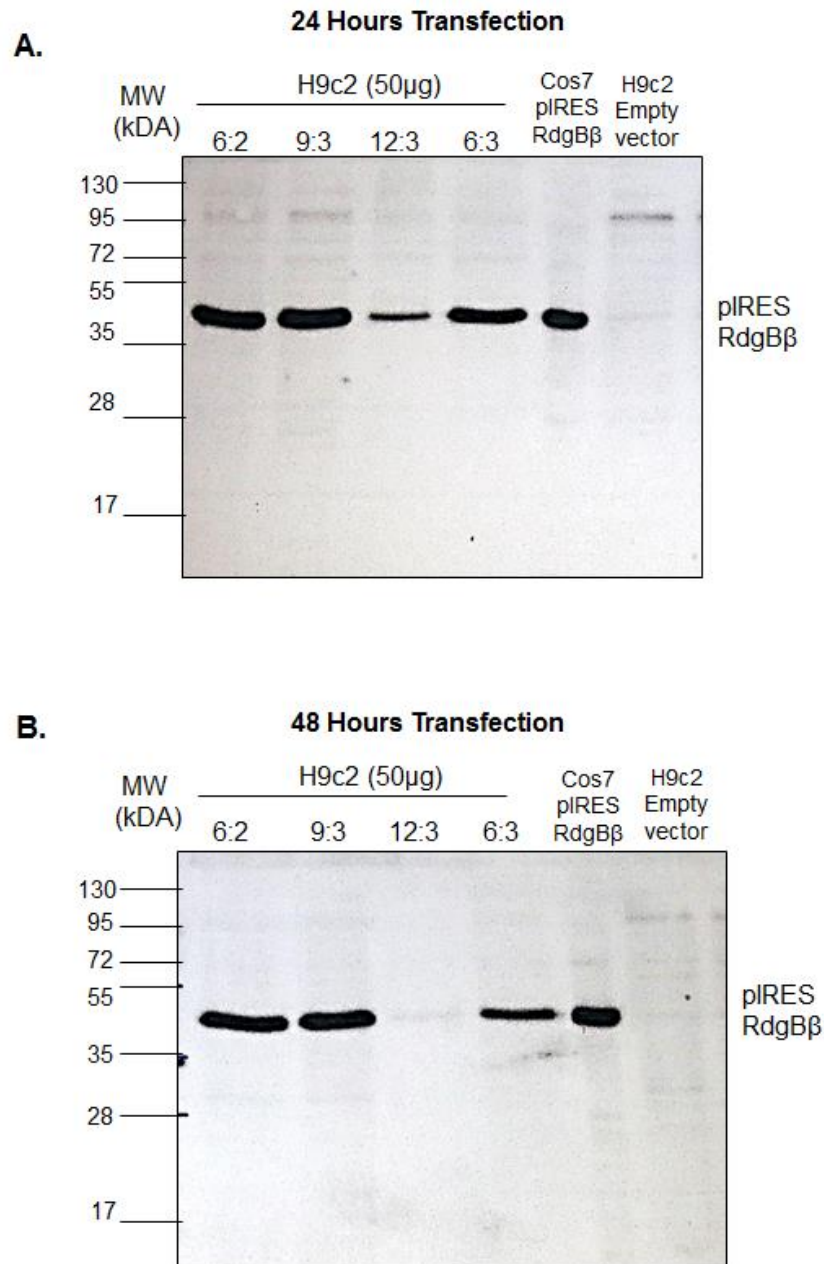 24 Hours Transfection
A.
MW
(kDA)
H9c2 (50µg)
Cos7
pIRES
RdgBβ
H9c2
Empty
vector
6:2 9:3 12:3 6:3
130
95
72
55
35
28
17
pIRES
RdgBβ
48 Hours Transfection
B.
MW
(kDA)
H9c2 (50µg)
Cos7
pIRES
RdgBβ
H9c2
Empty
vector
6:2 9:3 12:3 6:3
130
95
72
55
35
28
17
pIRES
RdgBβ